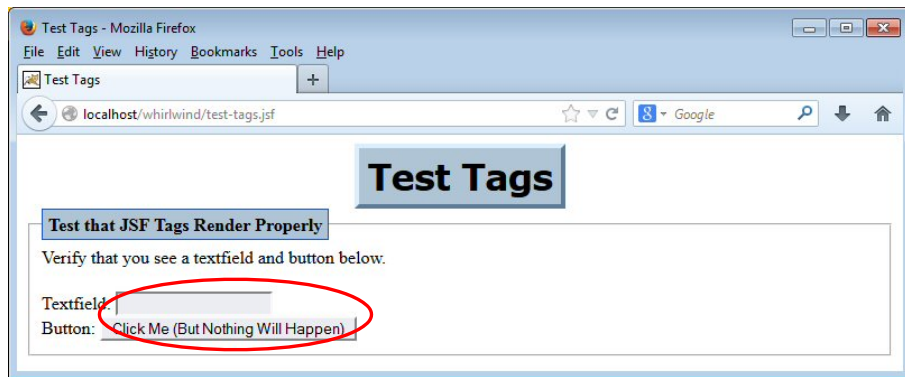 Test Tags - Mozilla Firefox
File Edit View History Bookmarks Tools Help
Test Tags
localhost/whirlwind/test-tags.jsf
8 Google
Test Tags
Test that JSF Tags Render Properly
Verify that you see a textfield and button below.
Textfield:
Button: Click Me (But Nothing Will Happen)